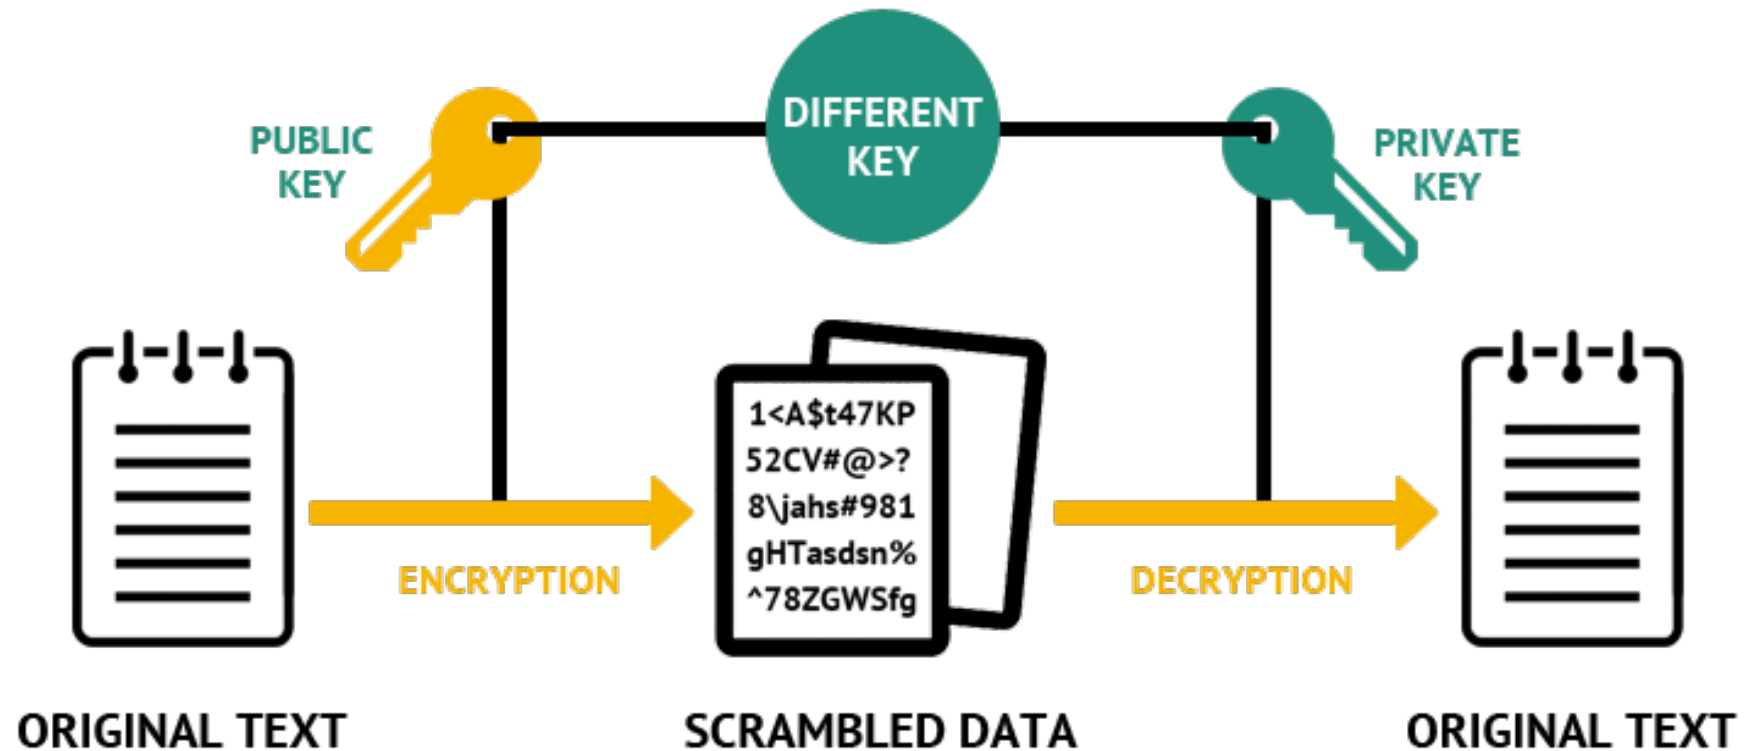 DIFFERENT
KEY
PUBLIC
KEY
PRIVATE
KEY
1<A$t47KP
52CV#@>?
8\jahs#981
gHTasdsn%
^78ZGWSfg
ENCRYPTION
DECRYPTION
ORIGINAL TEXT
SCRAMBLED DATA
ORIGINAL TEXT